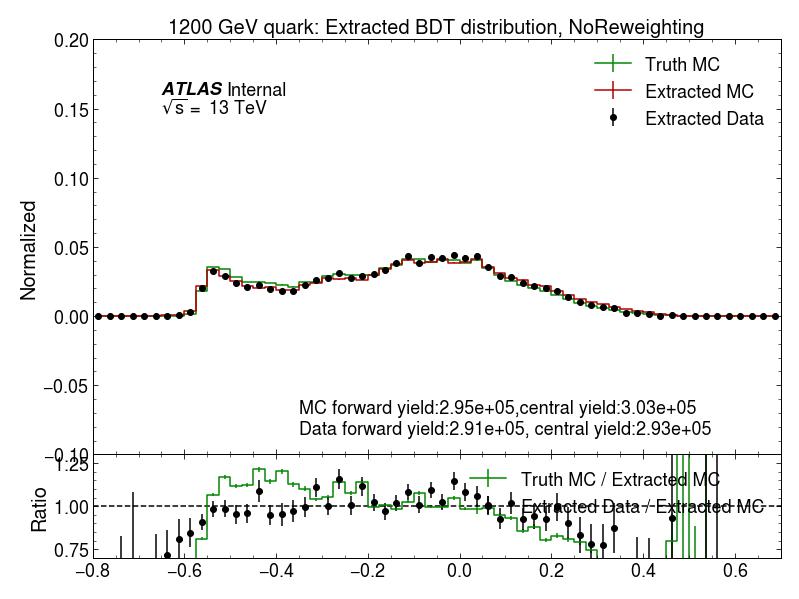 1200 GeV quark: Extracted BDT distribution, NoReweighting
0.20
0.15
0.10
0.05
0.00
−0.05
−0.10
Normalized
ATLAS Internal
√s = 13 TeV
Truth MC
Extracted MC
Extracted Data
MC forward yield:2.95e+05,central yield:3.03e+05
Data forward yield:2.91e+05, central yield:2.93e+05
1.25
1.00
0.75
Ratio
Truth MC / Extracted MC
Extracted Data / Extracted MC
−0.8 −0.6 −0.4 −0.2 0.0 0.2 0.4 0.6